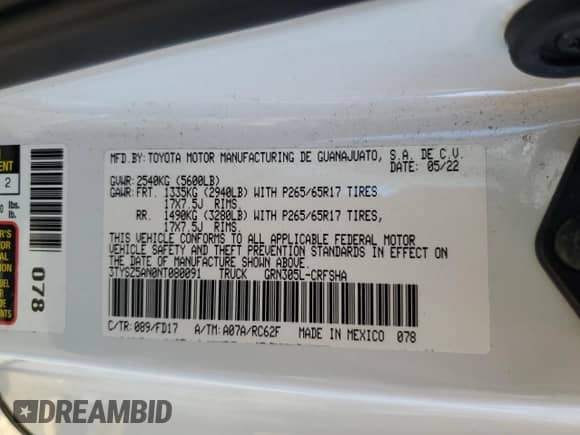 MFD.BY: TOYOTA MOTOR MANUFACTURING DE GUANAJUATO, S.A. DE C.V.
DATE: 05/22
GVWR: 2540KG (5600LB)
GAWR: FRT. 1335KG (2940LB) WITH P265/65R17 TIRES
17X7.5J RIMS.
RR. 1490KG (3280LB) WITH P265/65R17 TIRES,
17X7.5J RIMS.
THIS VEHICLE CONFORMS TO ALL APPLICABLE FEDERAL MOTOR
VEHICLE SAFETY AND THEFT PREVENTION STANDARDS IN EFFECT ON
THE DATE OF MANUFACTURE SHOWN ABOVE.
3TYSZ5AN0NT080091 TRUCK GRN305L-CRFSHA
C/TR: 089/FD17 A/TM: A07A/RC62F MADE IN MEXICO 078
2
lbs.
078
DREAMBID